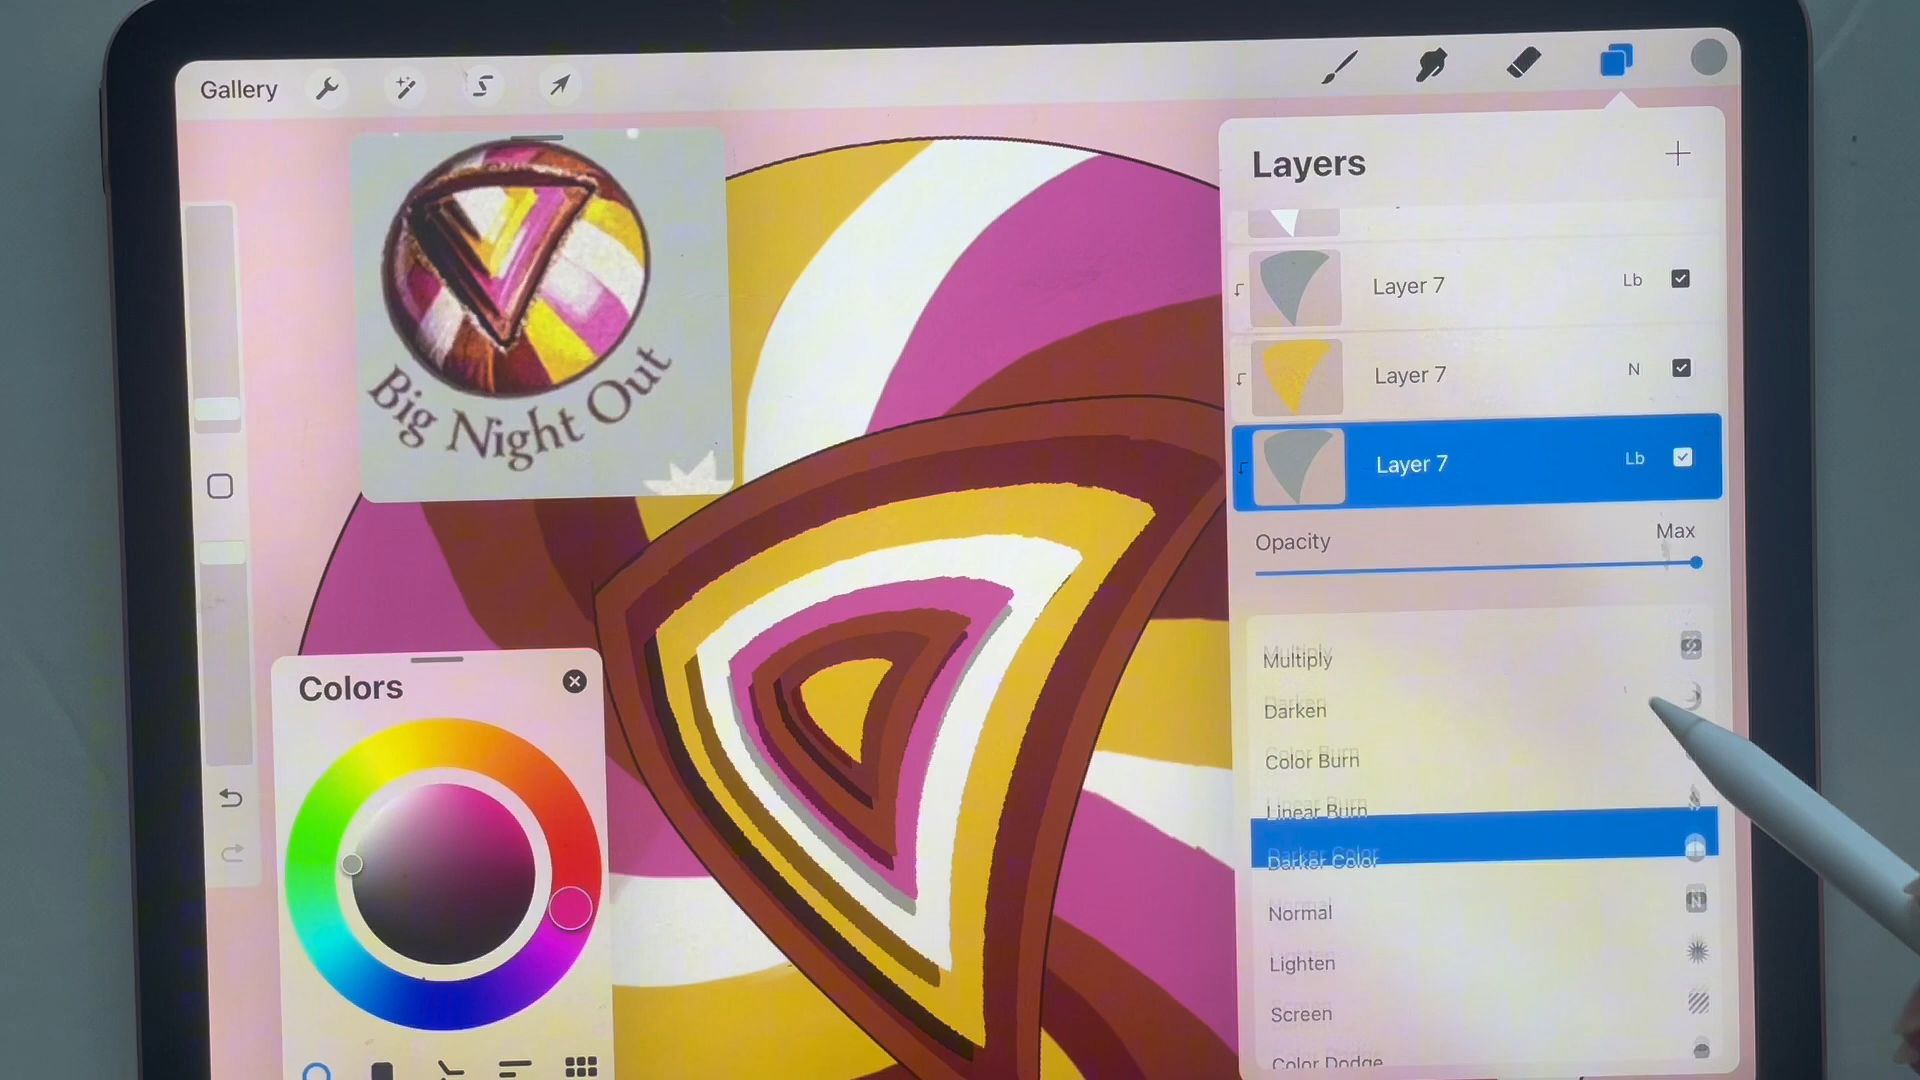 Gallery
Layers
Layer 7 Lb
Layer 7 N
Layer 7 Lb
Opacity Max
Big Night Out
Colors
Multiply
Darken
Color Burn
Linear Burn
Darker Color
Normal
N
Lighten
Screen
Color Dodge